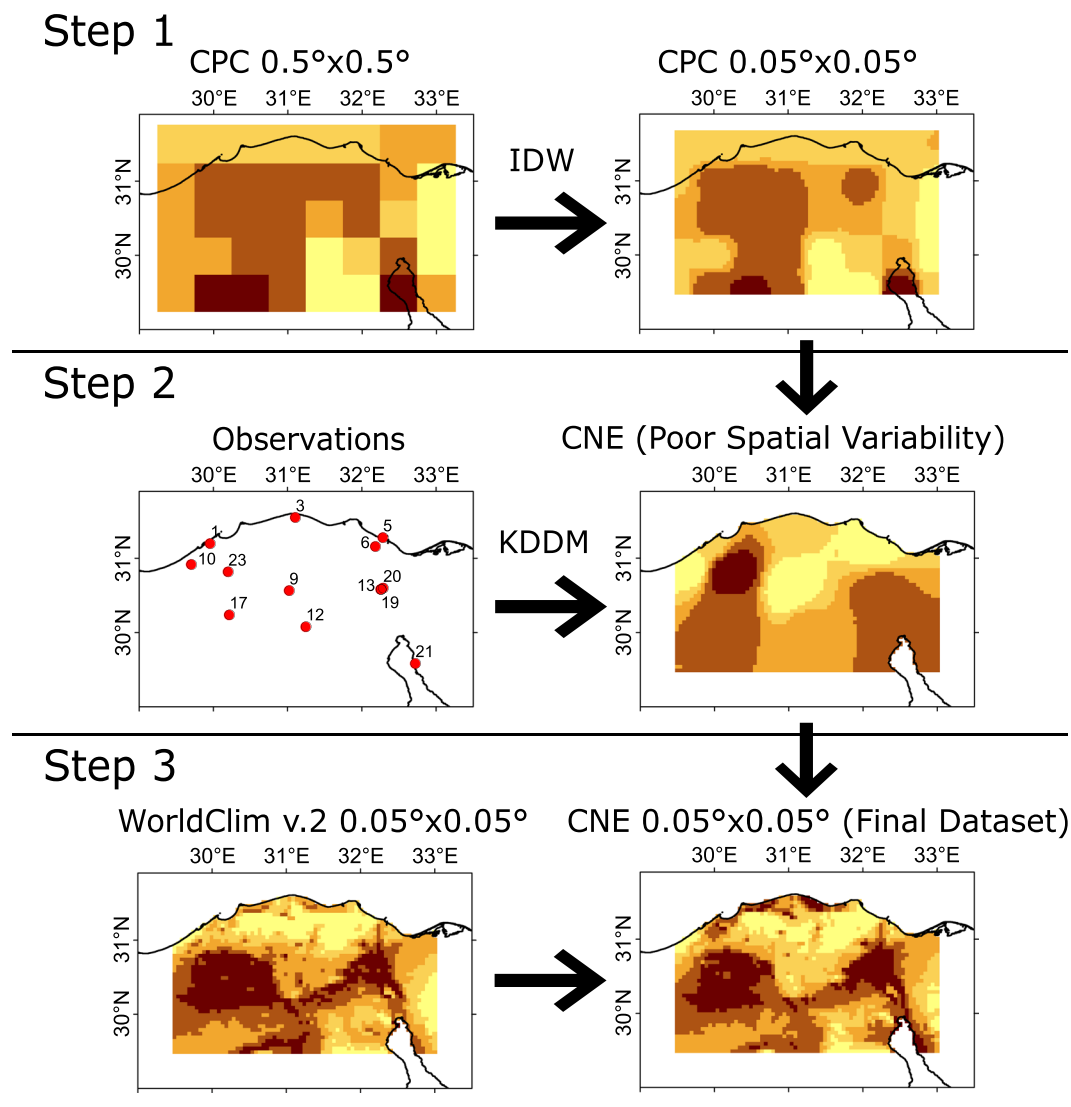 Step 1
CPC 0.5°x0.5°
CPC 0.05°x0.05°
30°E 31°E 32°E 33°E
30°E 31°E 32°E 33°E
31°N
30°N
IDW
31°N
30°N
Step 2
Observations
CNE (Poor Spatial Variability)
30°E 31°E 32°E 33°E
30°E 31°E 32°E 33°E
31°N
30°N
3
1
5
6
10
23
9
13
20
19
17
12
21
KDDM
31°N
30°N
Step 3
WorldClim v.2 0.05°x0.05°
CNE 0.05°x0.05° (Final Dataset)
30°E 31°E 32°E 33°E
30°E 31°E 32°E 33°E
31°N
30°N
31°N
30°N